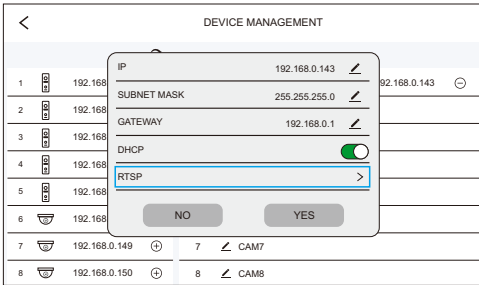 DEVICE MANAGEMENT
IP 192.168.0.143
SUBNET MASK 255.255.255.0
GATEWAY 192.168.0.1
DHCP
RTSP
NO YES
1 192.168 92.168.0.143
2 192.168
3 192.168
4 192.168
5 192.168
6 192.168
7 192.168.0.149 7 CAM7
8 192.168.0.150 8 CAM8